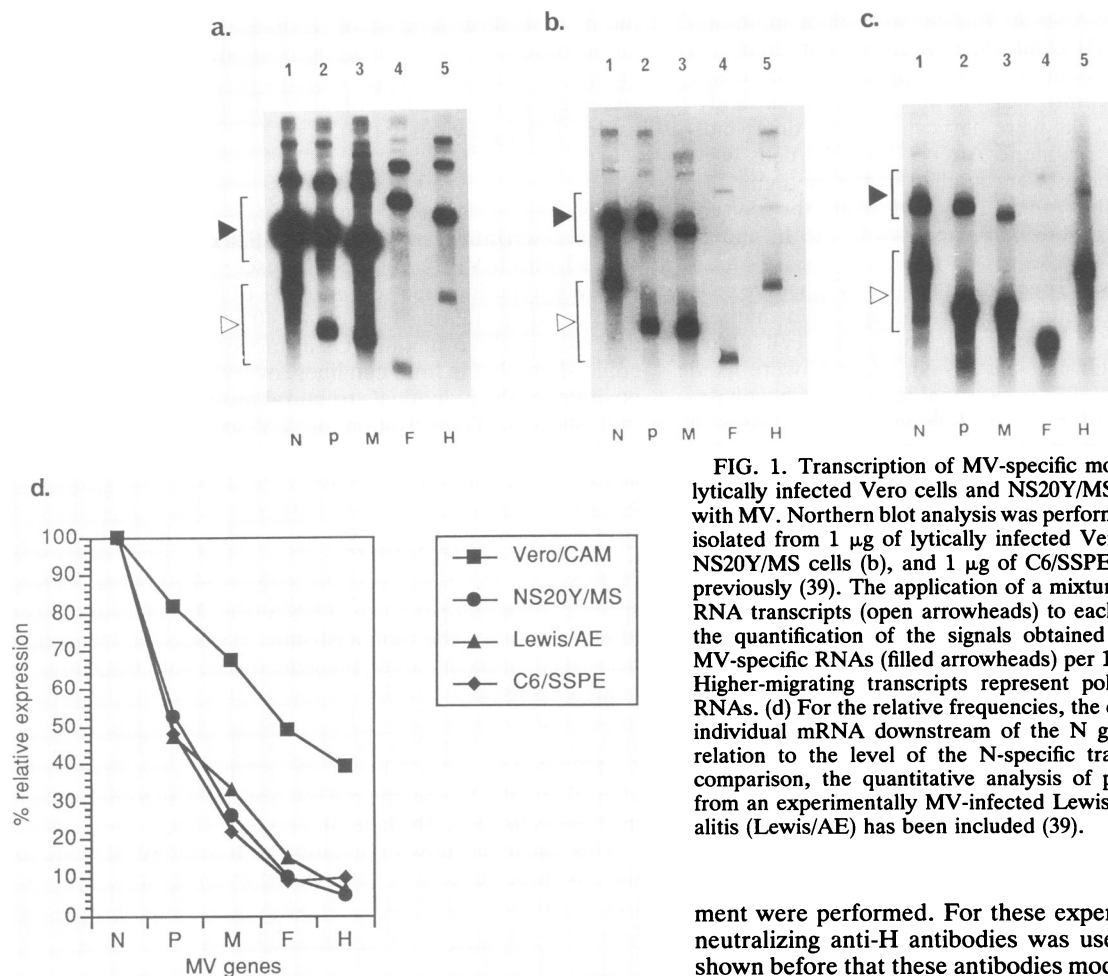 a.
b.
c.
1 2 3 4 5
1 2 3 4 5
1 2 3 4 5
N P M F H
N P M F H
N P M F H
d.
% relative expression
100
90
80
70
60
50
40
30
20
10
0
N P M F H
MV genes
Vero/CAM
NS20Y/MS
Lewis/AE
C6/SSPE
FIG. 1. Transcription of MV-specific mo
lytically infected Vero cells and NS20Y/MS
with MV. Northern blot analysis was perform
isolated from 1 µg of lytically infected Ver
NS20Y/MS cells (b), and 1 µg of C6/SSPE
previously (39). The application of a mixtur
RNA transcripts (open arrowheads) to eacl
the quantification of the signals obtained
MV-specific RNAs (filled arrowheads) per 1
Higher-migrating transcripts represent pol
RNAs. (d) For the relative frequencies, the
individual mRNA downstream of the N g
relation to the level of the N-specific tra
comparison, the quantitative analysis of p
from an experimentally MV-infected Lewis
alitis (Lewis/AE) has been included (39).
ment were performed. For these exper
neutralizing anti-H antibodies was use
shown before that these antibodies mod